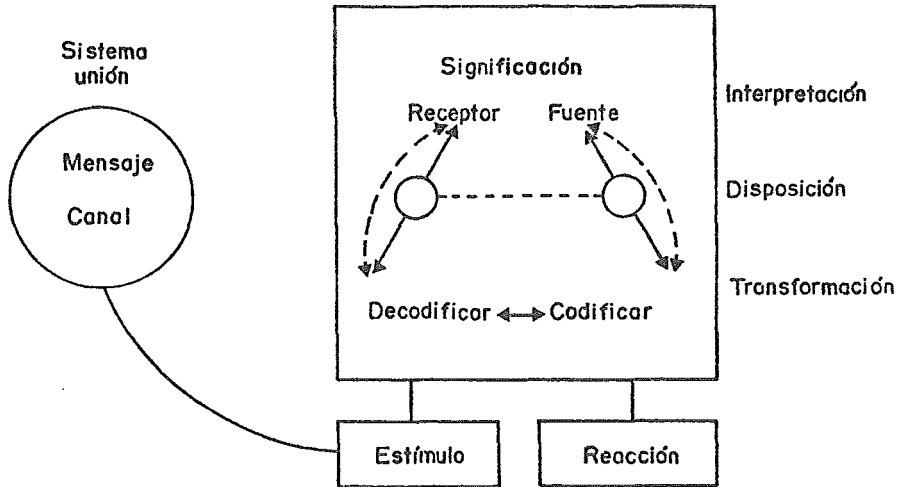 Sistema
unión
Mensaje
Canal
Significación
Receptor
Fuente
Decodificar
Codificar
Interpretación
Disposición
Transformación
Estímulo
Reacción